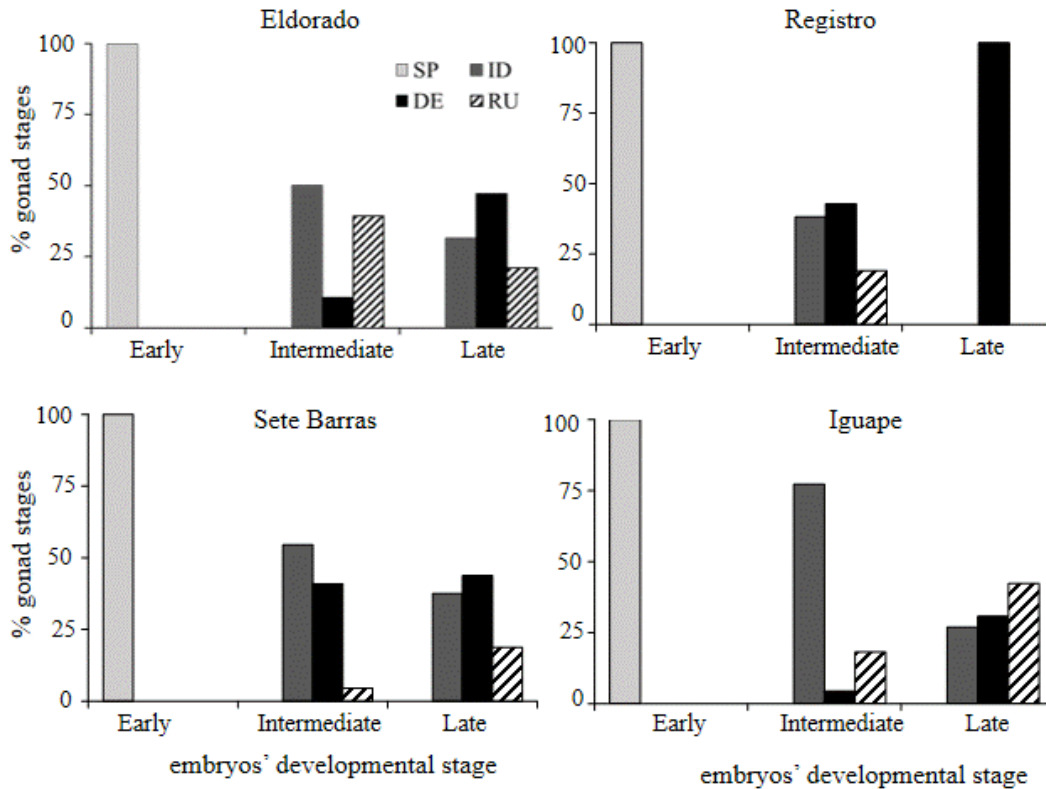 Eldorado
% gonad stages
100
75
50
25
0
SP ID
DE RU
Early Intermediate Late
Registro
100
75
50
25
0
Early Intermediate Late
Sete Barras
% gonad stages
100
75
50
25
0
Early Intermediate Late
embryos’ developmental stage
Iguape
100
75
50
25
0
Early Intermediate Late
embryos’ developmental stage